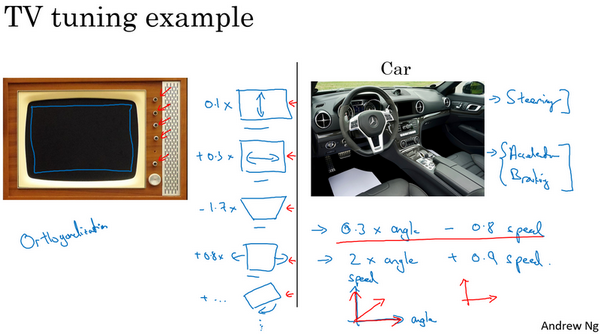 TV tuning example
Orthogonalization
0.1 x
+ 0.3 x
- 1.7 x
+ 0.8 x
+ ...
Car
→ Steering
→ Acceleration
Braking
→ 0.3 x angle - 0.8 speed
→ 2 x angle + 0.9 speed.
speed
angle
Andrew Ng